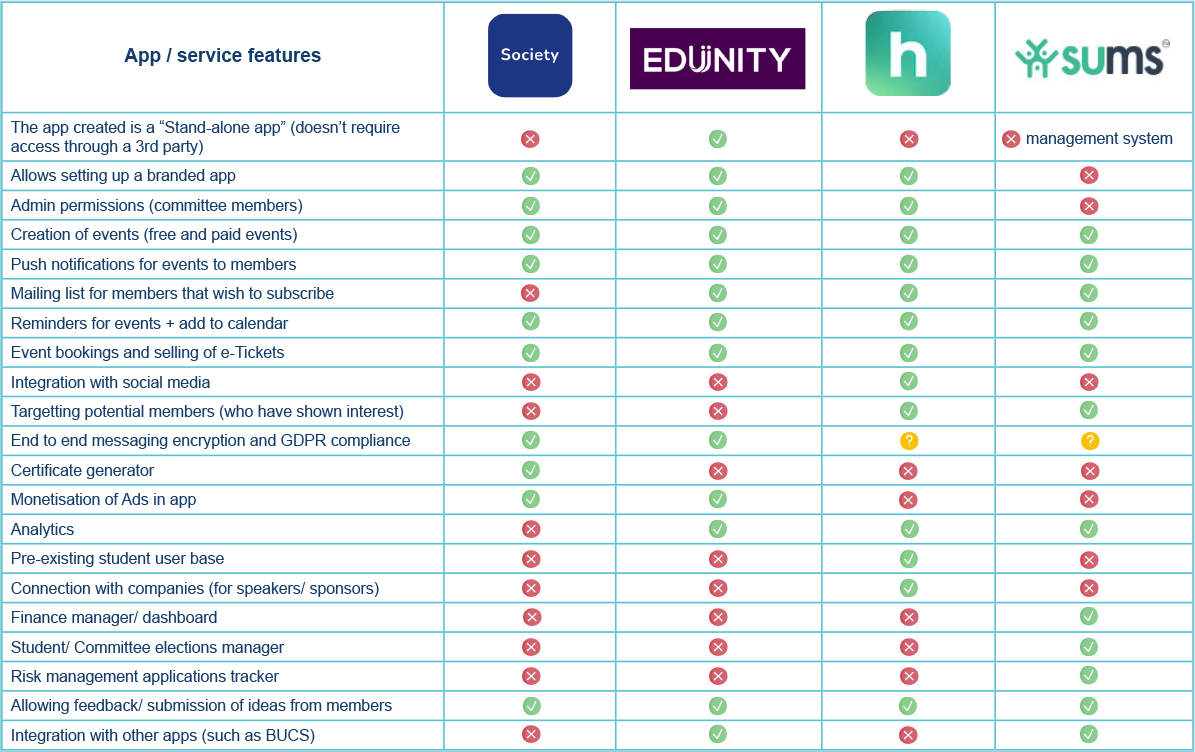 App / service features
Society
EDUNITY
h
sums
TM
The app created is a “Stand-alone app” (doesn’t require
access through a 3rd party)
management system
Allows setting up a branded app
Admin permissions (committee members)
Creation of events (free and paid events)
Push notifications for events to members
Mailing list for members that wish to subscribe
Reminders for events + add to calendar
Event bookings and selling of e-Tickets
Integration with social media
Targetting potential members (who have shown interest)
End to end messaging encryption and GDPR compliance
?
?
Certificate generator
Monetisation of Ads in app
Analytics
Pre-existing student user base
Connection with companies (for speakers/ sponsors)
Finance manager/ dashboard
Student/ Committee elections manager
Risk management applications tracker
Allowing feedback/ submission of ideas from members
Integration with other apps (such as BUCS)